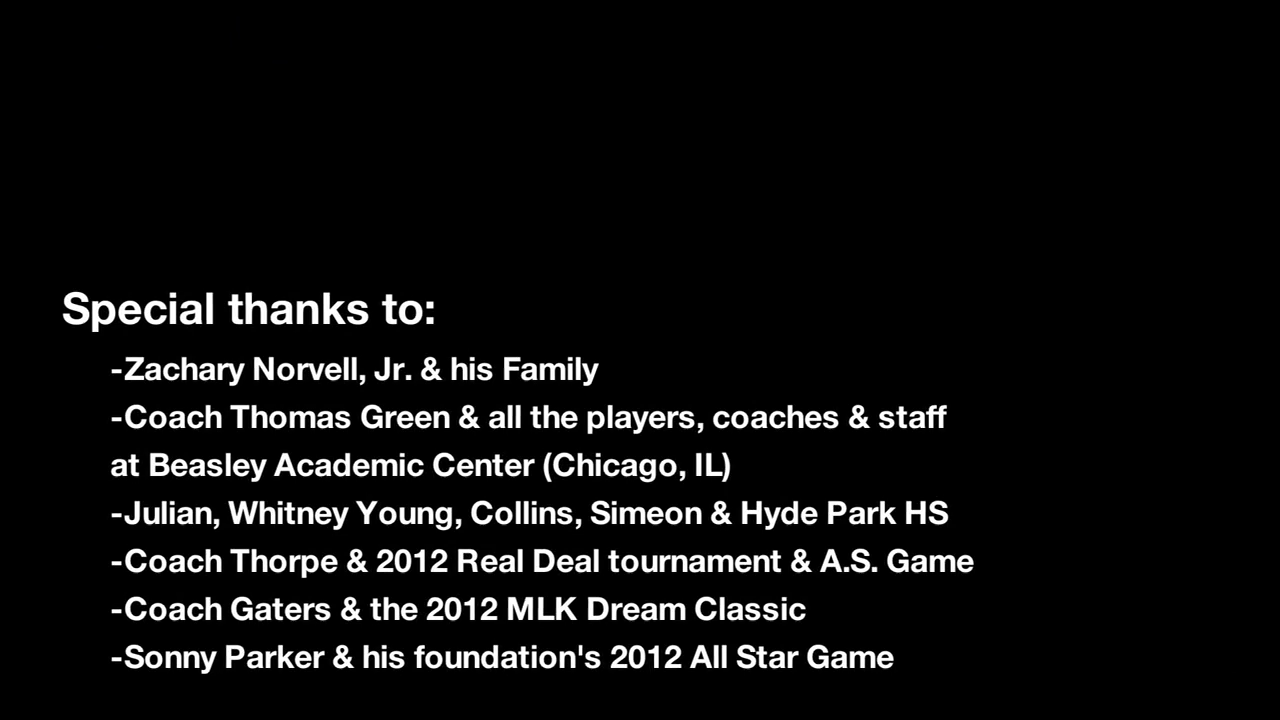 Special thanks to:
-Zachary Norvell, Jr. & his Family
-Coach Thomas Green & all the players, coaches & staff
at Beasley Academic Center (Chicago, IL)
-Julian, Whitney Young, Collins, Simeon & Hyde Park HS
-Coach Thorpe & 2012 Real Deal tournament & A.S. Game
-Coach Gaters & the 2012 MLK Dream Classic
-Sonny Parker & his foundation's 2012 All Star Game